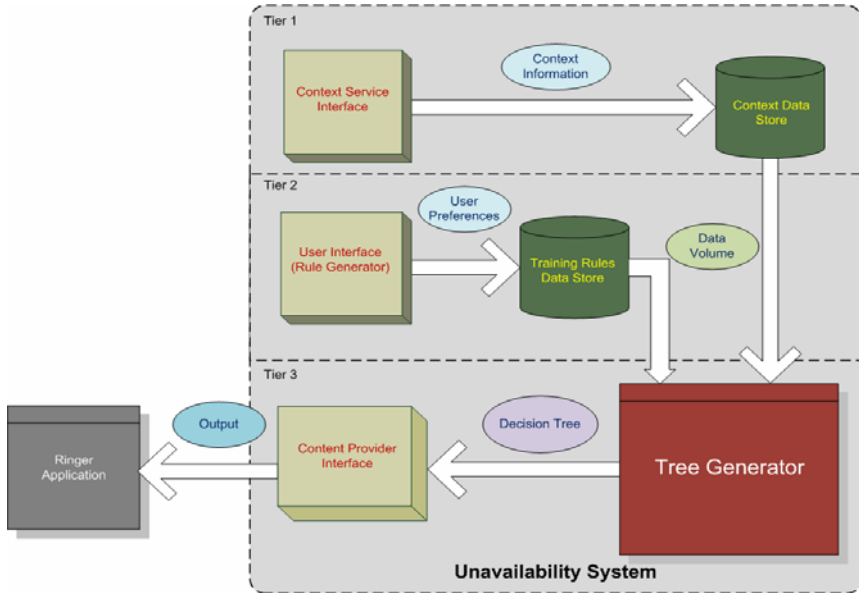 Tier 1
Context
Information
Context Service
Interface
Context Data
Store
Tier 2
User
Preferences
User Interface
(Rule Generator)
Training Rules
Data Store
Data
Volume
Tier 3
Output
Decision Tree
Ringer
Application
Content Provider
Interface
Tree Generator
Unavailability System